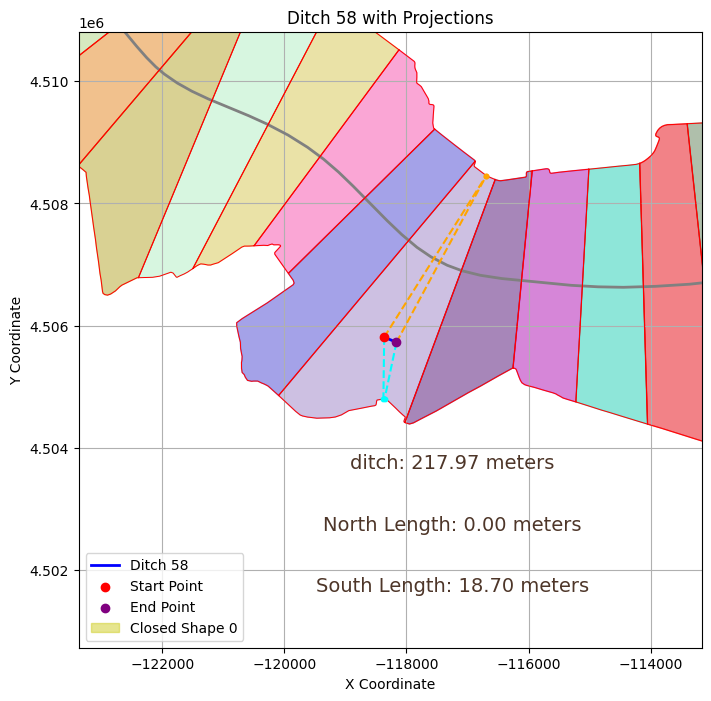 Ditch 58 with Projections
1e6
4.510
4.508
4.506
4.504
4.502
Y Coordinate
ditch: 217.97 meters
North Length: 0.00 meters
South Length: 18.70 meters
Ditch 58
Start Point
End Point
Closed Shape 0
−122000 −120000 −118000 −116000 −114000
X Coordinate